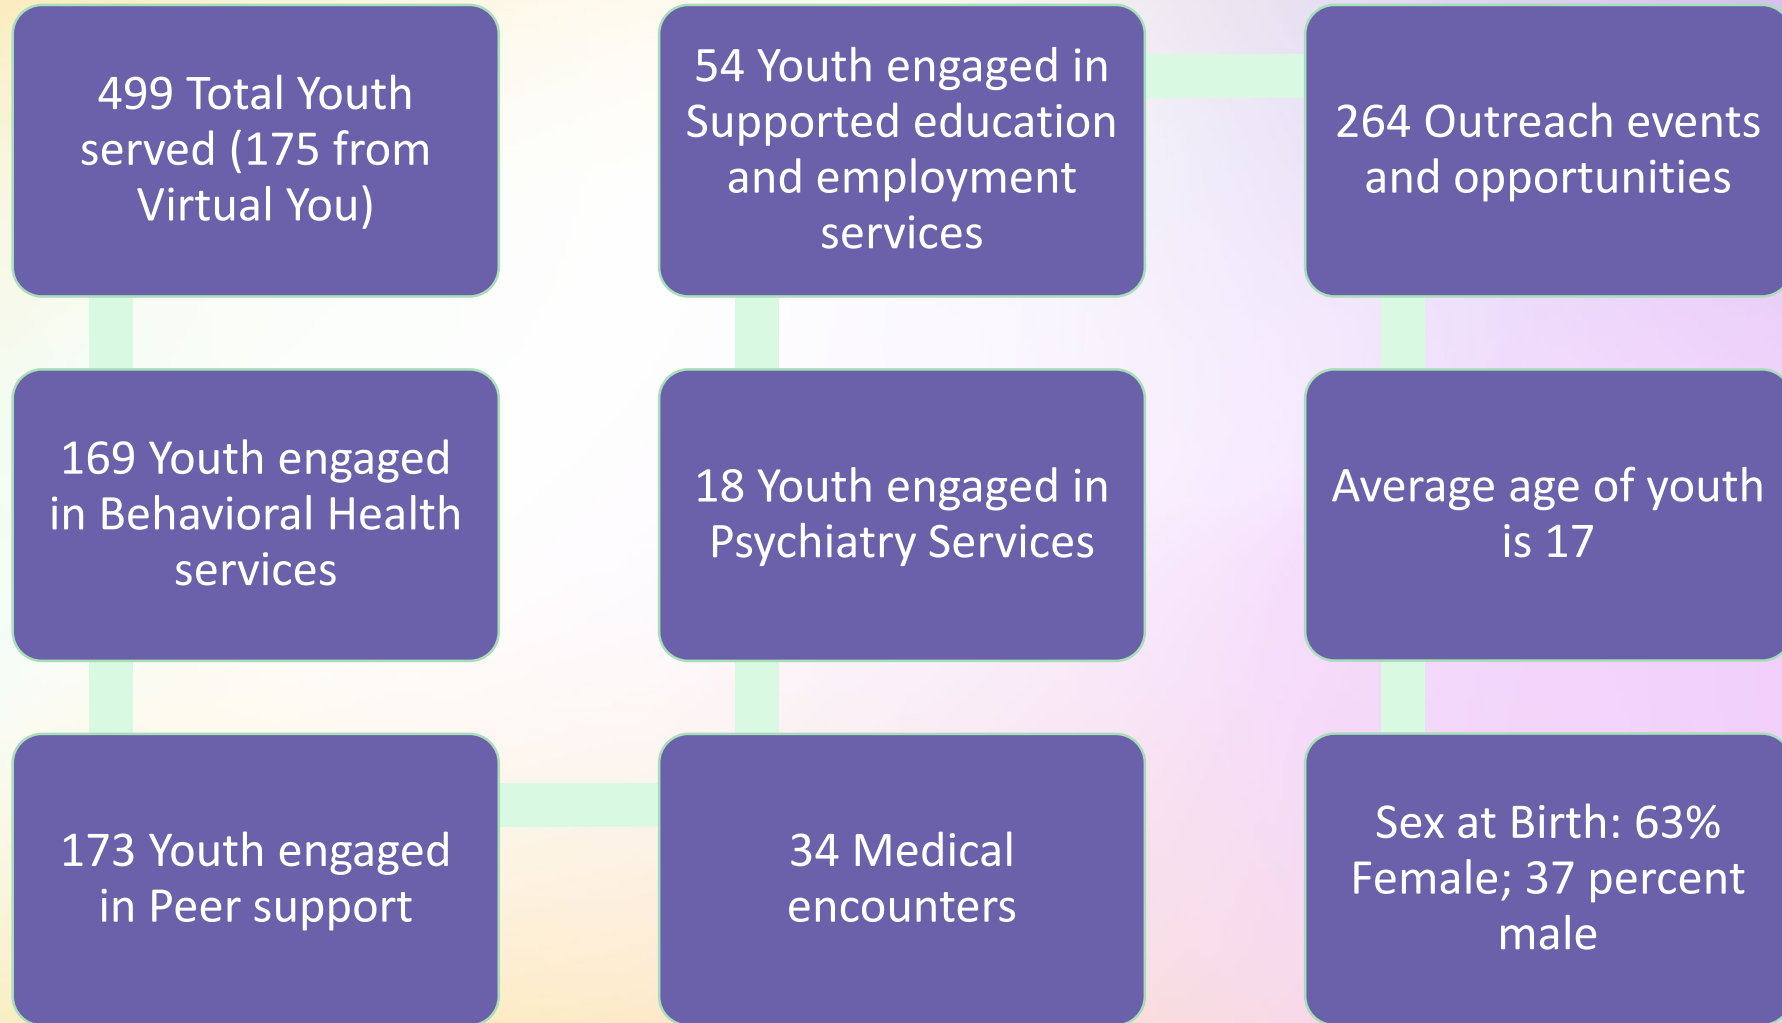 499 Total Youth
served (175 from
Virtual You)
169 Youth engaged
in Behavioral Health
services
173 Youth engaged
in Peer support
34 Medical
encounters
18 Youth engaged in
Psychiatry Services
54 Youth engaged in
Supported education
and employment
services
264 Outreach events
and opportunities
Average age of youth
is 17
Sex at Birth: 63%
Female; 37 percent
male